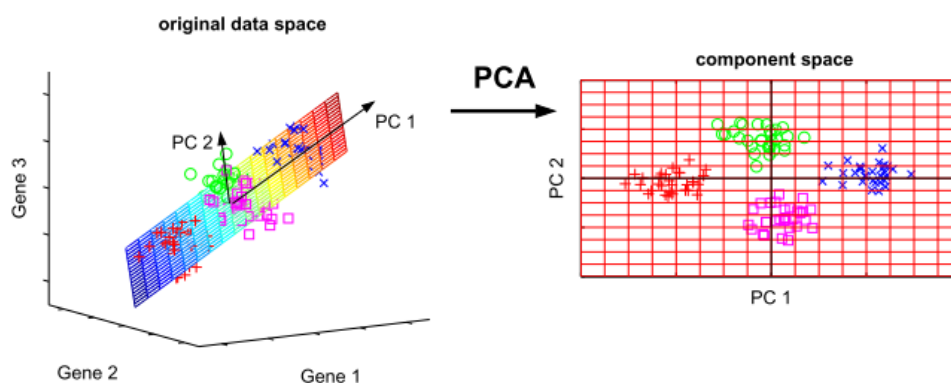 original data space
component space
PCA
PC 1
PC 2
Gene 3
PC 2
PC 1
Gene 2
Gene 1